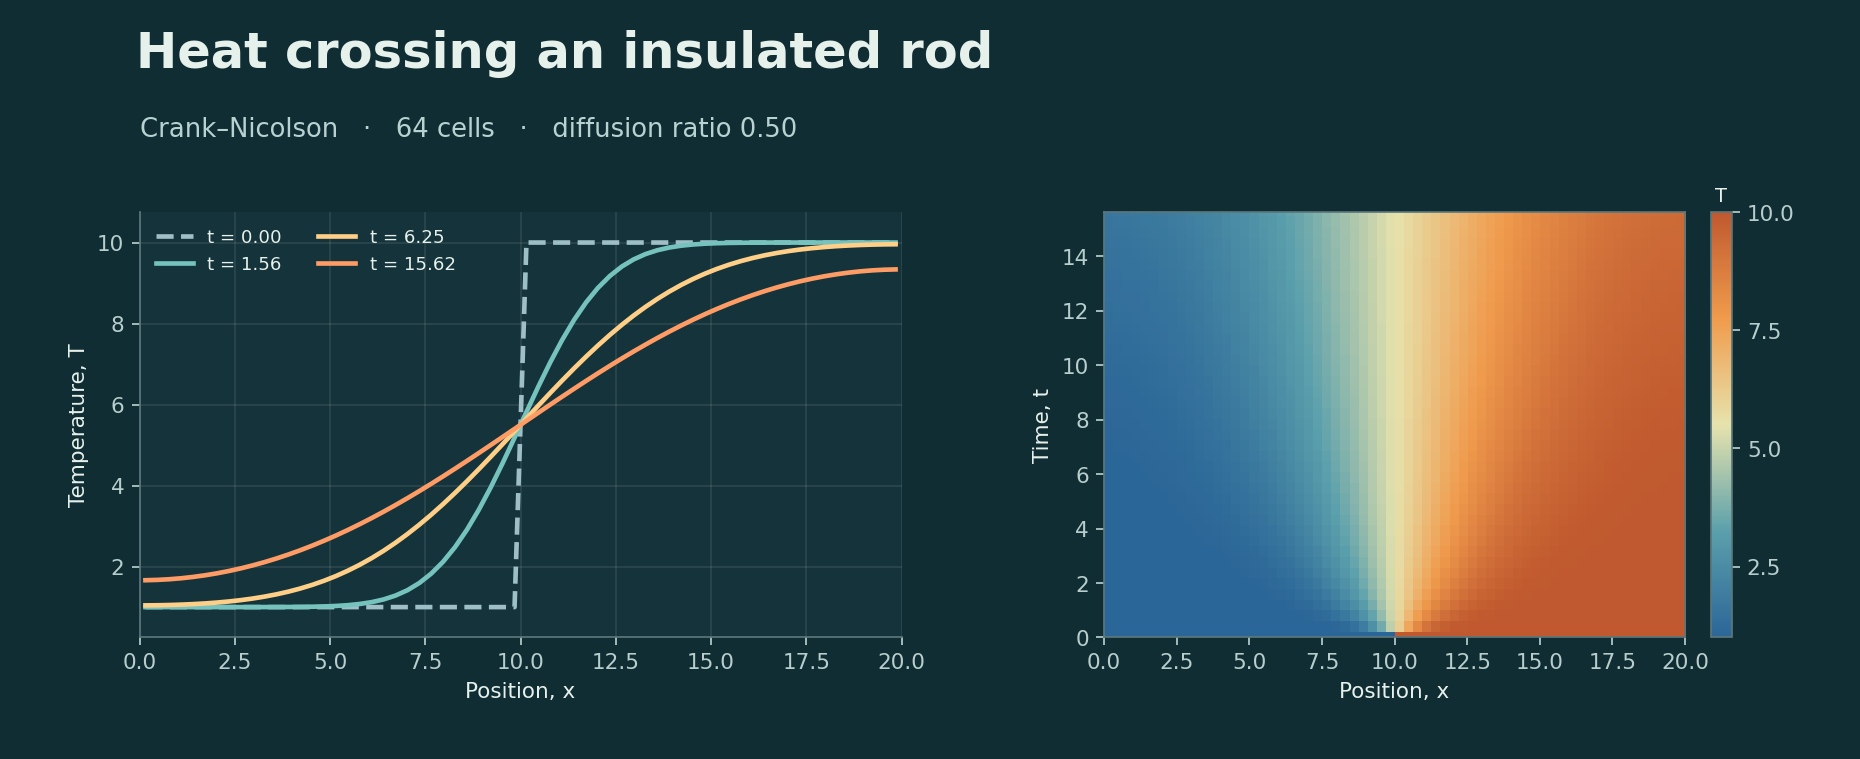 Heat crossing an insulated rod
Crank–Nicolson · 64 cells · diffusion ratio 0.50
t = 0.00 t = 6.25
t = 1.56 t = 15.62
Temperature, T
10
8
6
4
2
0.0 2.5 5.0 7.5 10.0 12.5 15.0 17.5 20.0
Position, x
Time, t
14
12
10
8
6
4
2
0
0.0 2.5 5.0 7.5 10.0 12.5 15.0 17.5 20.0
Position, x
T
10.0
7.5
5.0
2.5